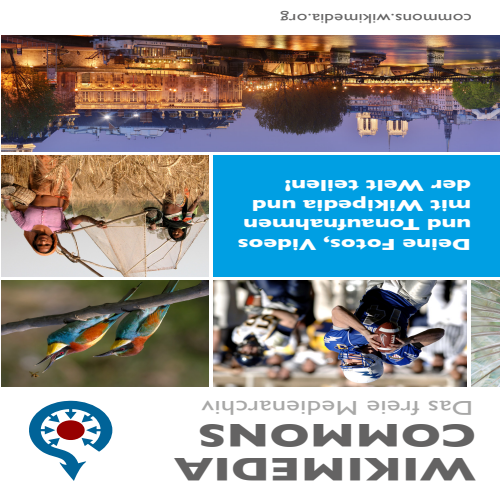 WIKIMEDIA
COMMONS
Das freie Medienarchiv
Deine Fotos, Videos
und Tonaufnahmen
mit Wikipedia und
der Welt teilen!
commons.wikimedia.org